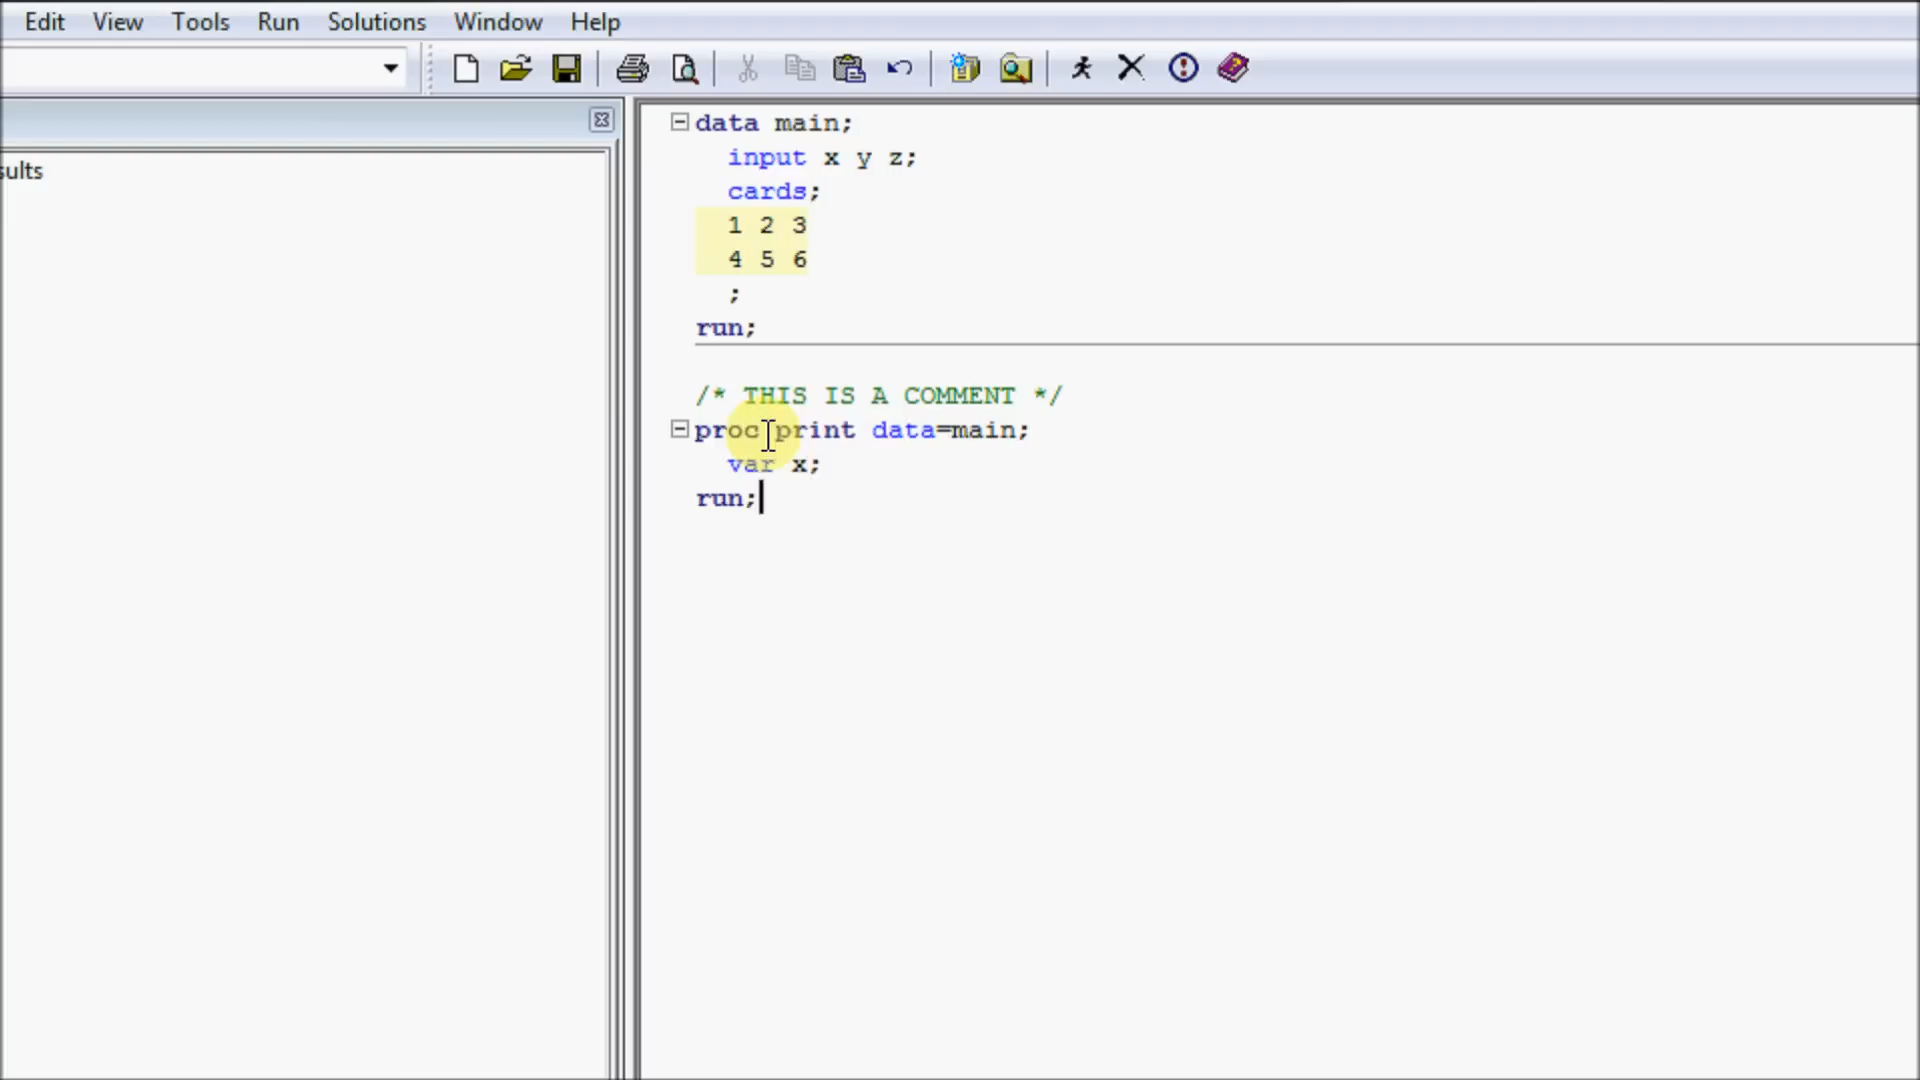 Edit View Tools Run Solutions Window Help
sults
data main;
input x y z;
cards;
1 2 3
4 5 6
;
run;
/* THIS IS A COMMENT */
proc print data=main;
var x;
run;